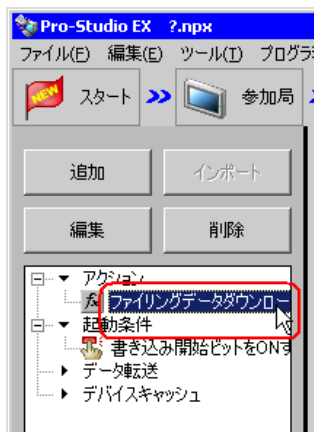 Pro-Studio EX ?.npx
ファイル(F) 編集(E) ツール(T) プログラ
NEW スタート 参加局
追加 インポート
編集 削除
アクション
fx ファイリングデータダウンロー
起動条件
書き込み開始ビットをONす
データ転送
デバイスキャッシュ